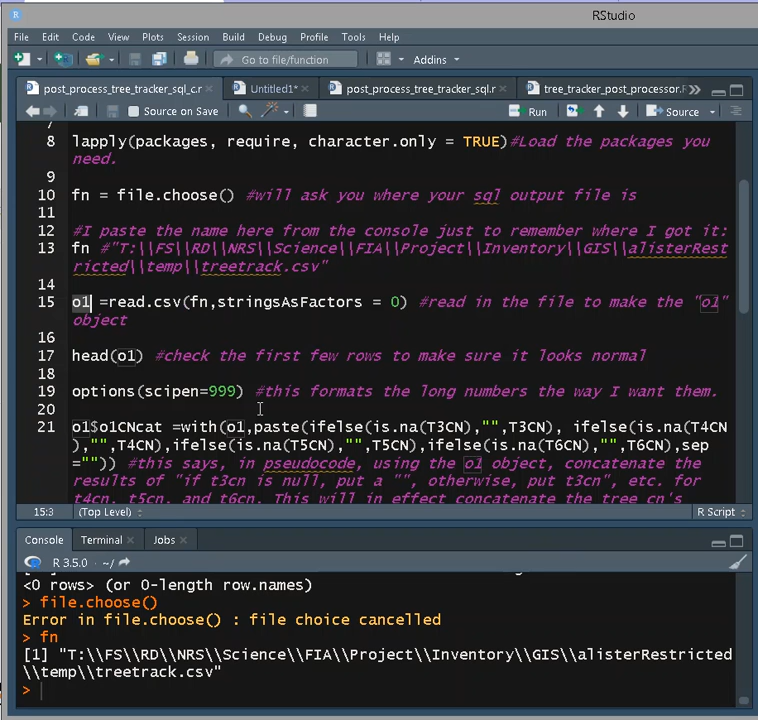 RStudio
File Edit Code View Plots Session Build Debug Profile Tools Help
Go to file/function Addins
post_process_tree_tracker_sql_c.r Untitled1* post_process_tree_tracker_sql.r tree_tracker_post_processor.R
Source on Save Run Source
7
8 lapply(packages, require, character.only = TRUE)#Load the packages you
need.
9
10 fn = file.choose() #will ask you where your sql output file is
11
12 #I paste the name here from the console just to remember where I got it:
13 fn #"T:\\FS\\RD\\NRS\\Science\\FIA\\Project\\Inventory\\GIS\\alisterRest
ricted\\temp\\treetrack.csv"
14
15 o1 =read.csv(fn,stringsAsFactors = 0) #read in the file to make the "o1"
object
16
17 head(o1) #check the first few rows to make sure it looks normal
18
19 options(scipen=999) #this formats the long numbers the way I want them.
20
21 o1$o1CNcat =with(o1,paste(ifelse(is.na(T3CN),"",T3CN), ifelse(is.na(T4CN
),"",T4CN),ifelse(is.na(T5CN),"",T5CN),ifelse(is.na(T6CN),"",T6CN),sep
="")) #this says, in pseudocode, using the o1 object, concatenate the
results of "if t3cn is null, put a "", otherwise, put t3cn", etc. for
t4cn, t5cn, and t6cn. This will in effect concatenate the tree cn's
15:3 (Top Level) R Script
Console Terminal Jobs
R 3.5.0 · ~/
<0 rows> (or 0-length row.names)
> file.choose()
Error in file.choose() : file choice cancelled
> fn
[1] "T:\\FS\\RD\\NRS\\Science\\FIA\\Project\\Inventory\\GIS\\alisterRestricted
\\temp\\treetrack.csv"
>